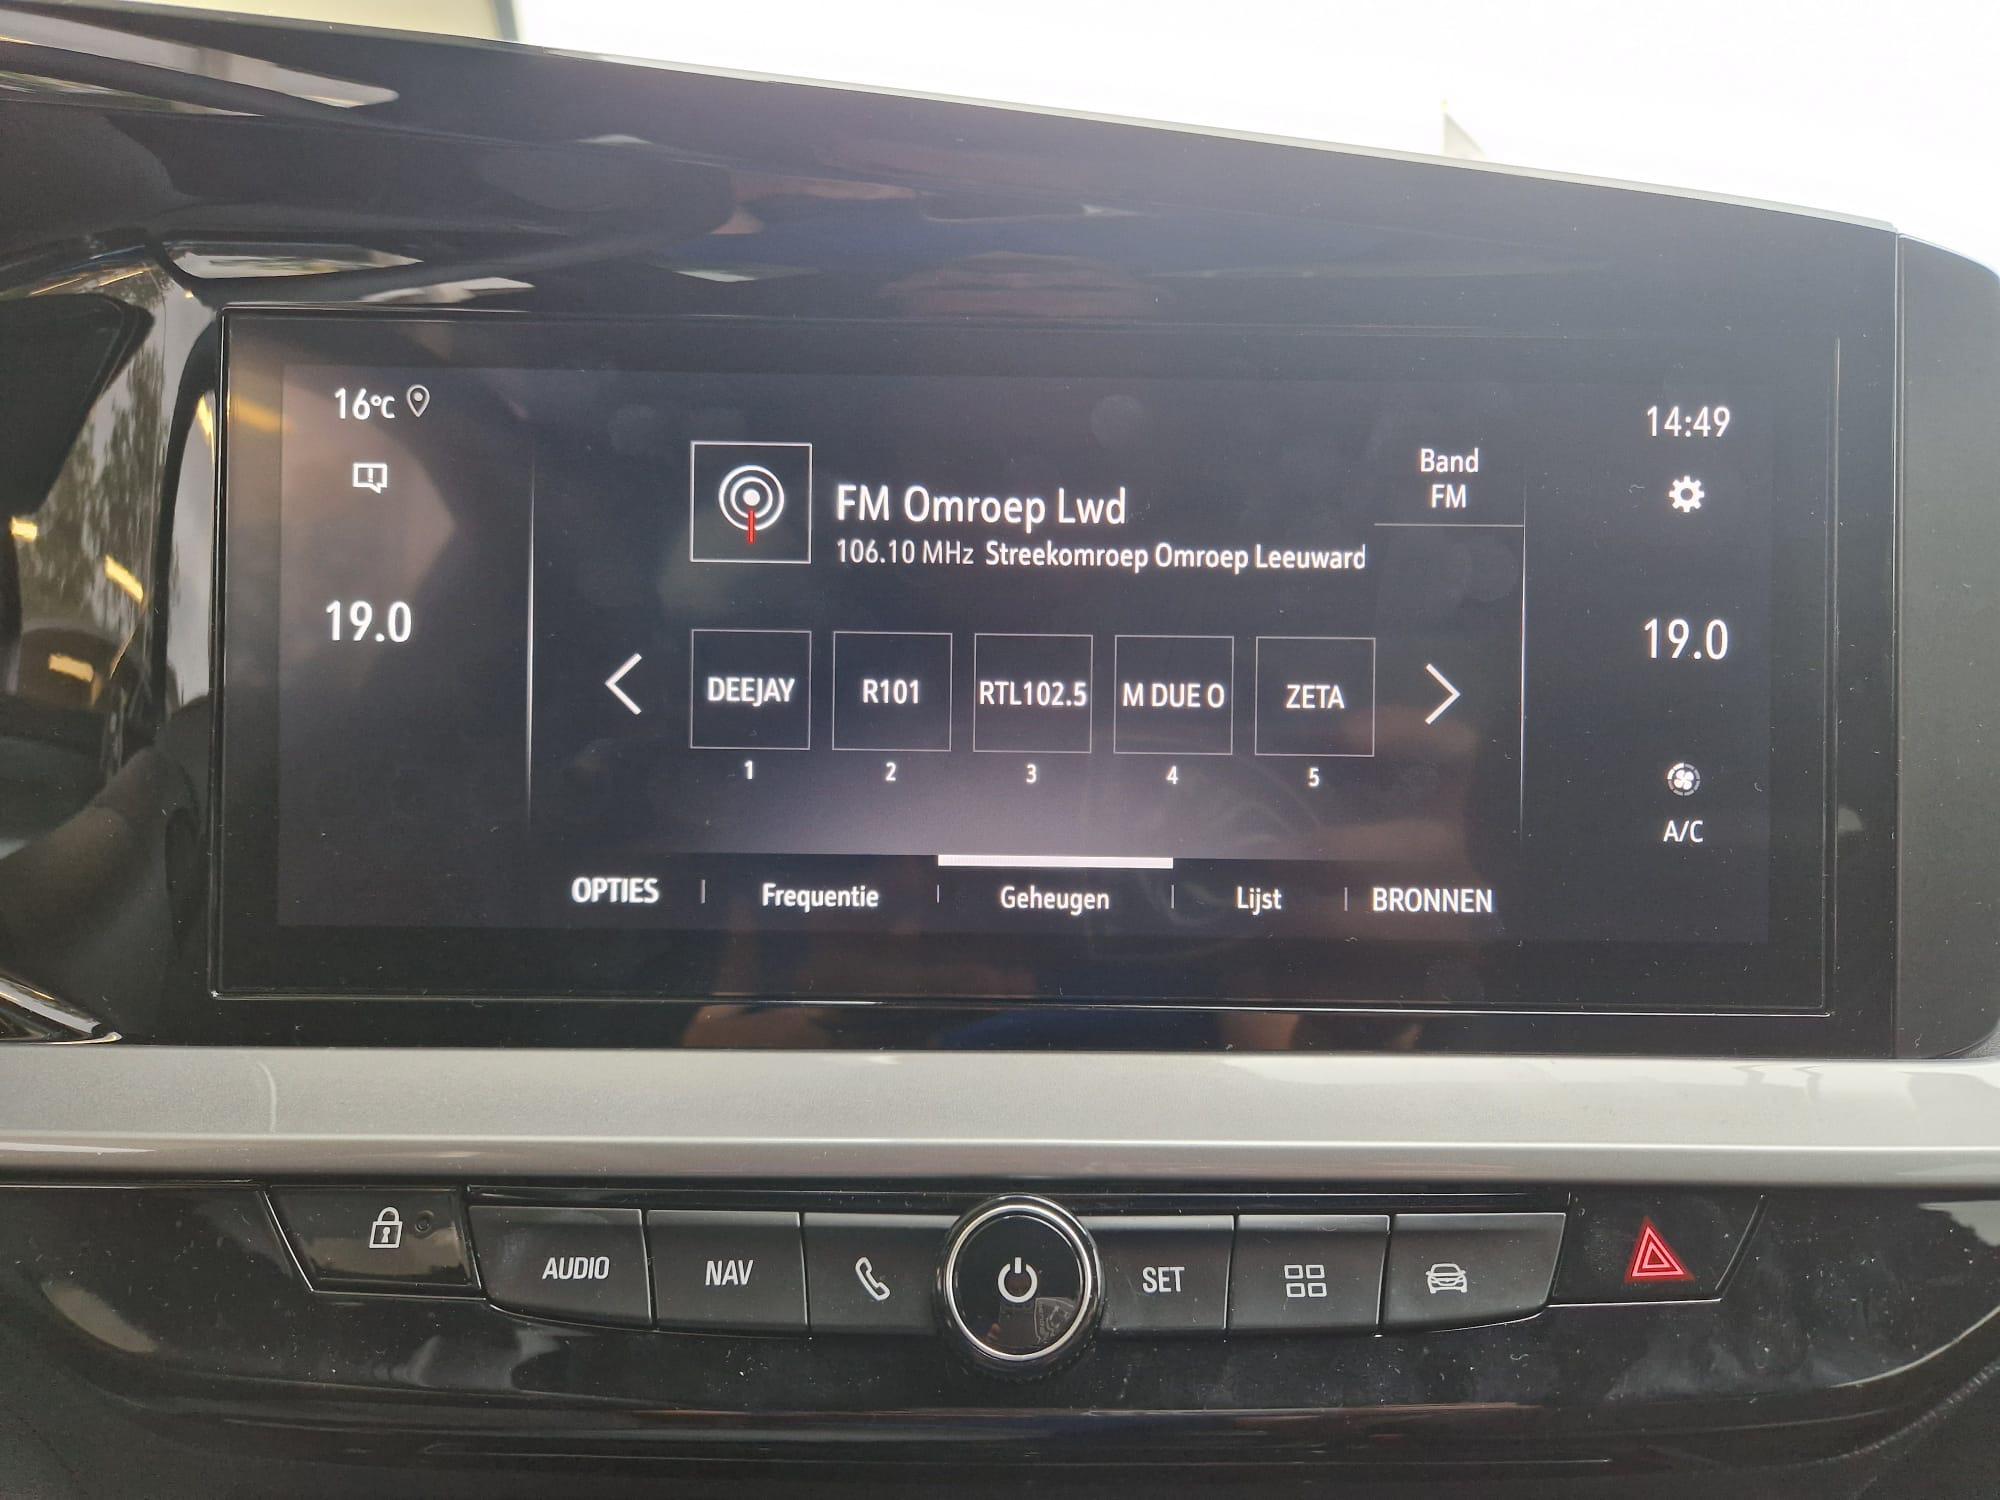 16°C
14:49
Band
FM
FM Omroep Lwd
106.10 MHz Streekomroep Omroep Leeuward
19.0
19.0
DEEJAY
R101
RTL102.5
M DUE O
ZETA
1
2
3
4
5
A/C
OPTIES
Frequentie
Geheugen
Lijst
BRONNEN
AUDIO
NAV
SET